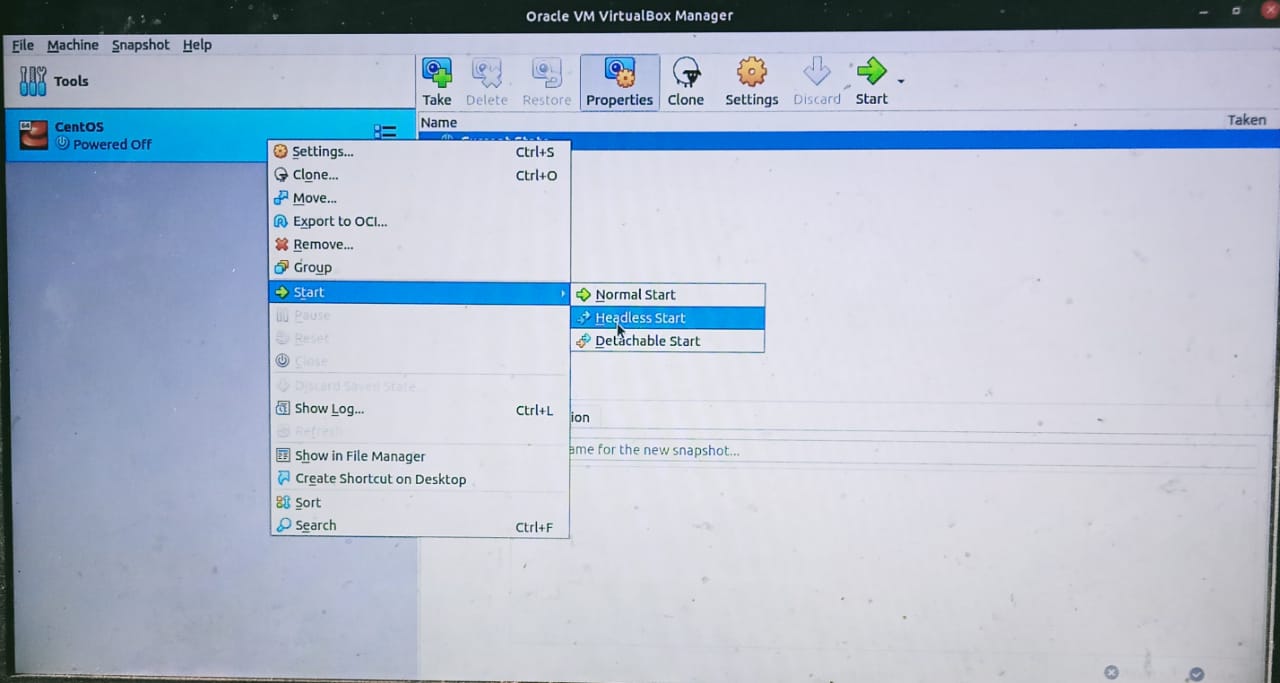 Oracle VM VirtualBox Manager
File Machine Snapshot Help
Tools
Take Delete Restore Properties Clone Settings Discard Start
Name Taken
64
CentOS
Powered Off
Current State
Settings... Ctrl+S
Clone... Ctrl+O
Move...
Export to OCI...
Remove...
Group
Start
Normal Start
Headless Start
Detachable Start
Pause
Reset
Close
Discard Saved State
Show Log... Ctrl+L
ion
Refresh
ame for the new snapshot...
Show in File Manager
Create Shortcut on Desktop
Sort
Search Ctrl+F